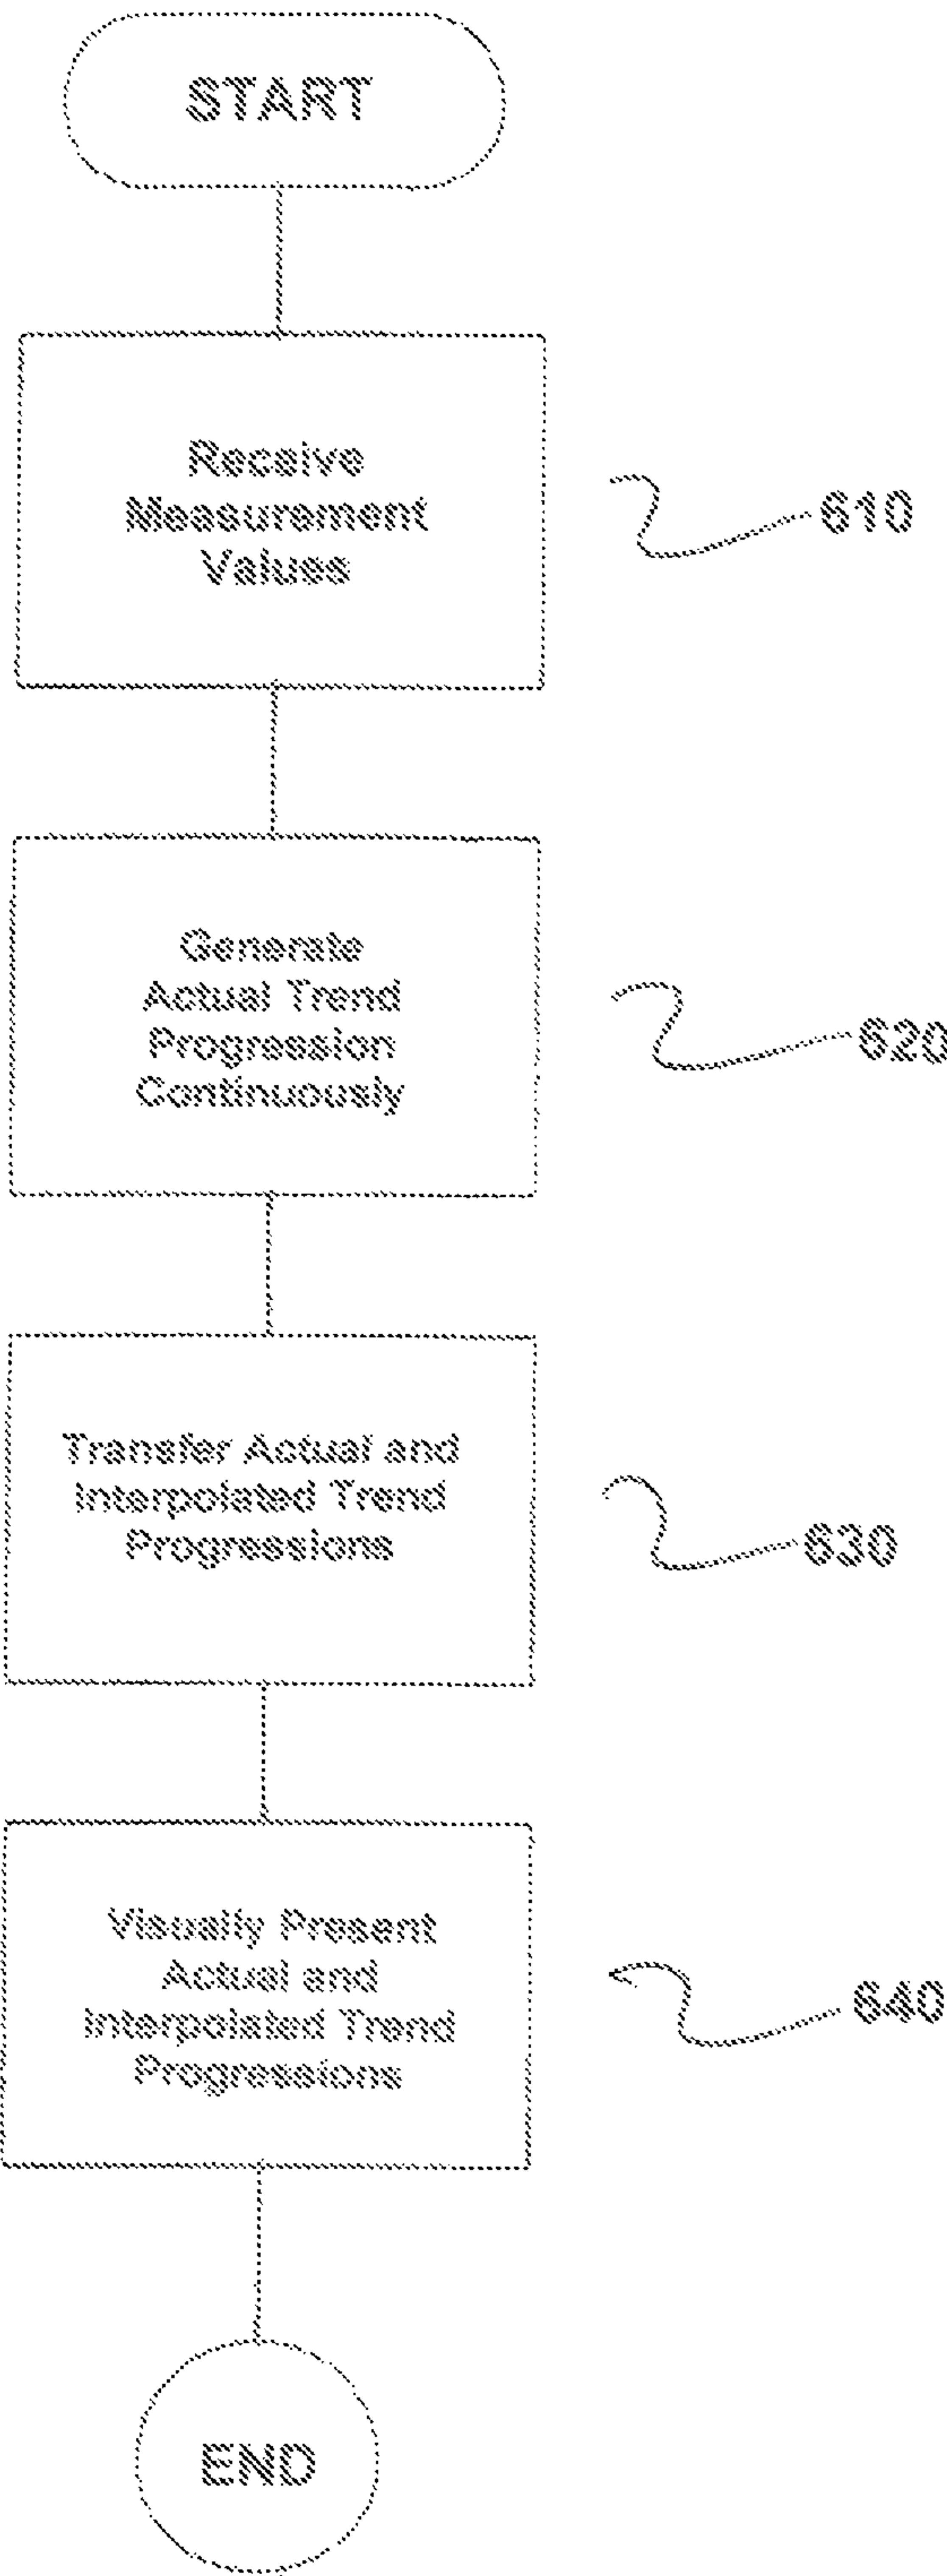 START
Receive
Measurement
Values
610
Generate
Actual Trend
Progression
Continuously
620
Transfer Actual and
Interpolated Trend
Progressions
630
Visually Present
Actual and
Interpolated Trend
Progressions
640
END